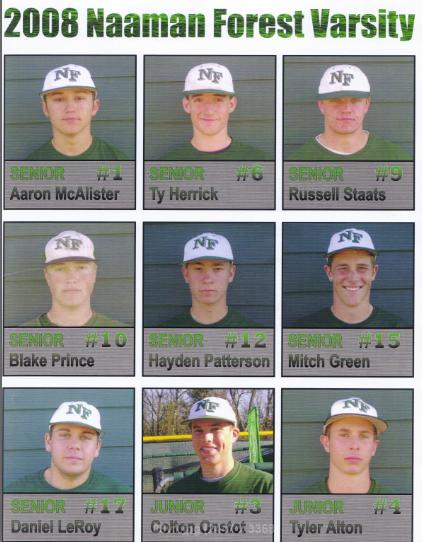 2008 Naaman Forest Varsity
NF NF NF
SENIOR #1 SENIOR #6 SENIOR #9
Aaron McAlister Ty Herrick Russell Staats
NF NF NF
SENIOR #10 SENIOR #12 SENIOR #15
Blake Prince Hayden Patterson Mitch Green
NF NF NF
SENIOR #17 JUNIOR #3 JUNIOR #4
Daniel LeRoy Colton Onstot Tyler Alton